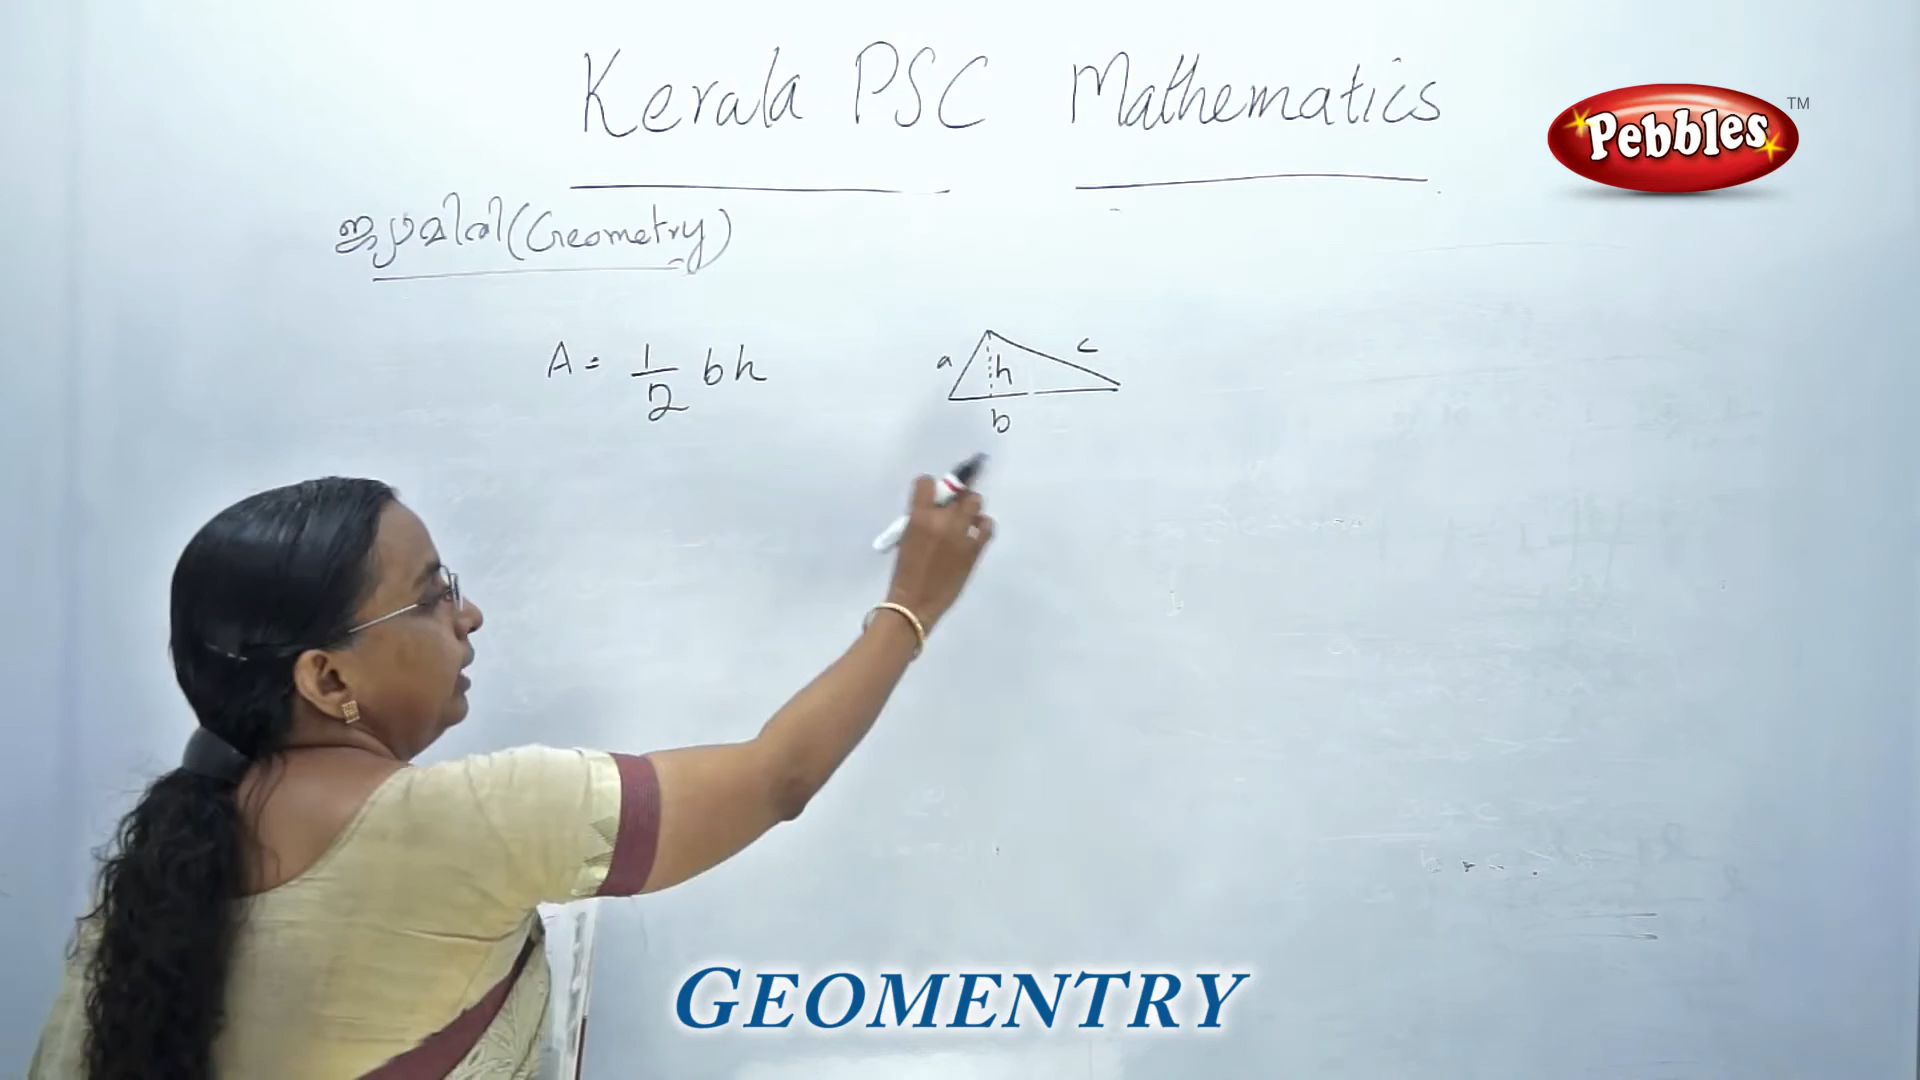 Kerala PSC Mathematics
Pebbles TM
ജ്യാമിതി (Geometry)
A = 1/2 bh
a
h
c
b
GEOMENTRY